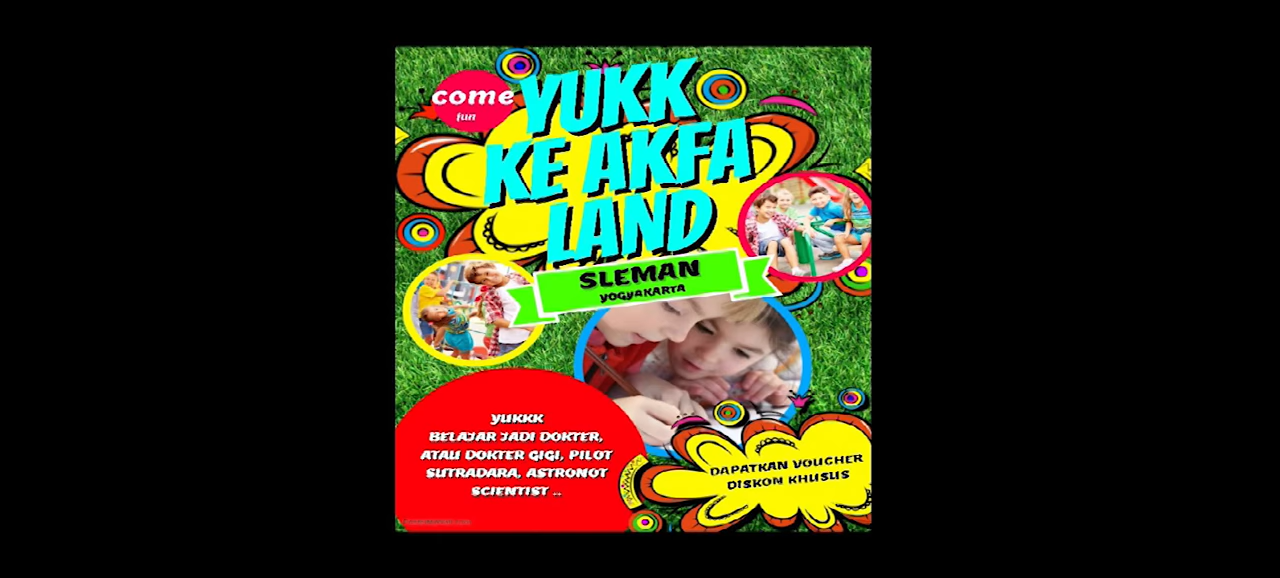 come
fun
YUKK
KE AKFA
LAND
SLEMAN
YOGYAKARTA
YUKKK
BELAJAR JADI DOKTER,
ATAU DOKTER GIGI, PILOT
SUTRADARA, ASTRONOT
SCIENTIST ..
DAPATKAN VOUCHER
DISKON KHUSUS